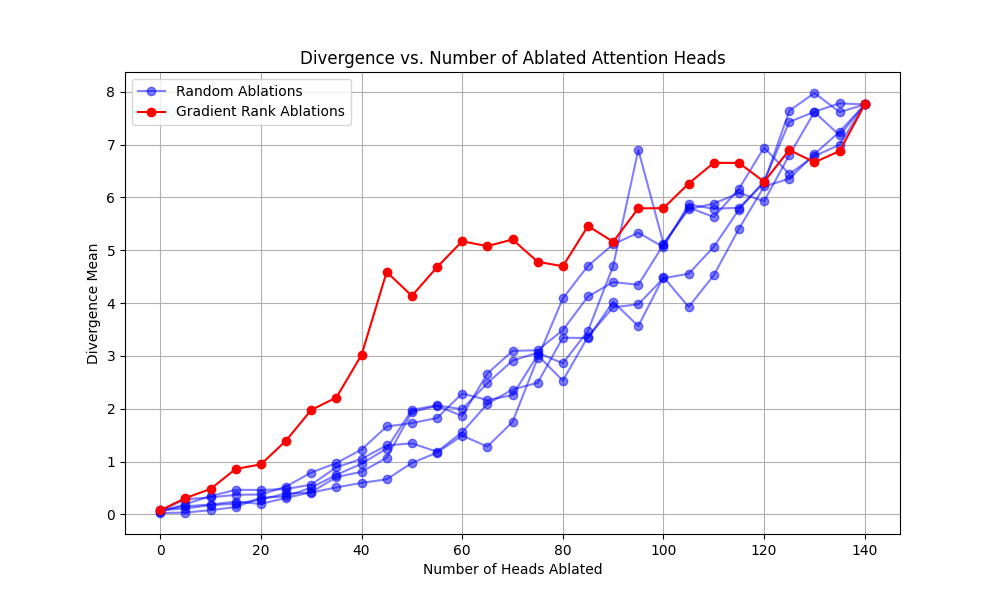 Divergence vs. Number of Ablated Attention Heads
Random Ablations
Gradient Rank Ablations
Divergence Mean
8
7
6
5
4
3
2
1
0
0 20 40 60 80 100 120 140
Number of Heads Ablated